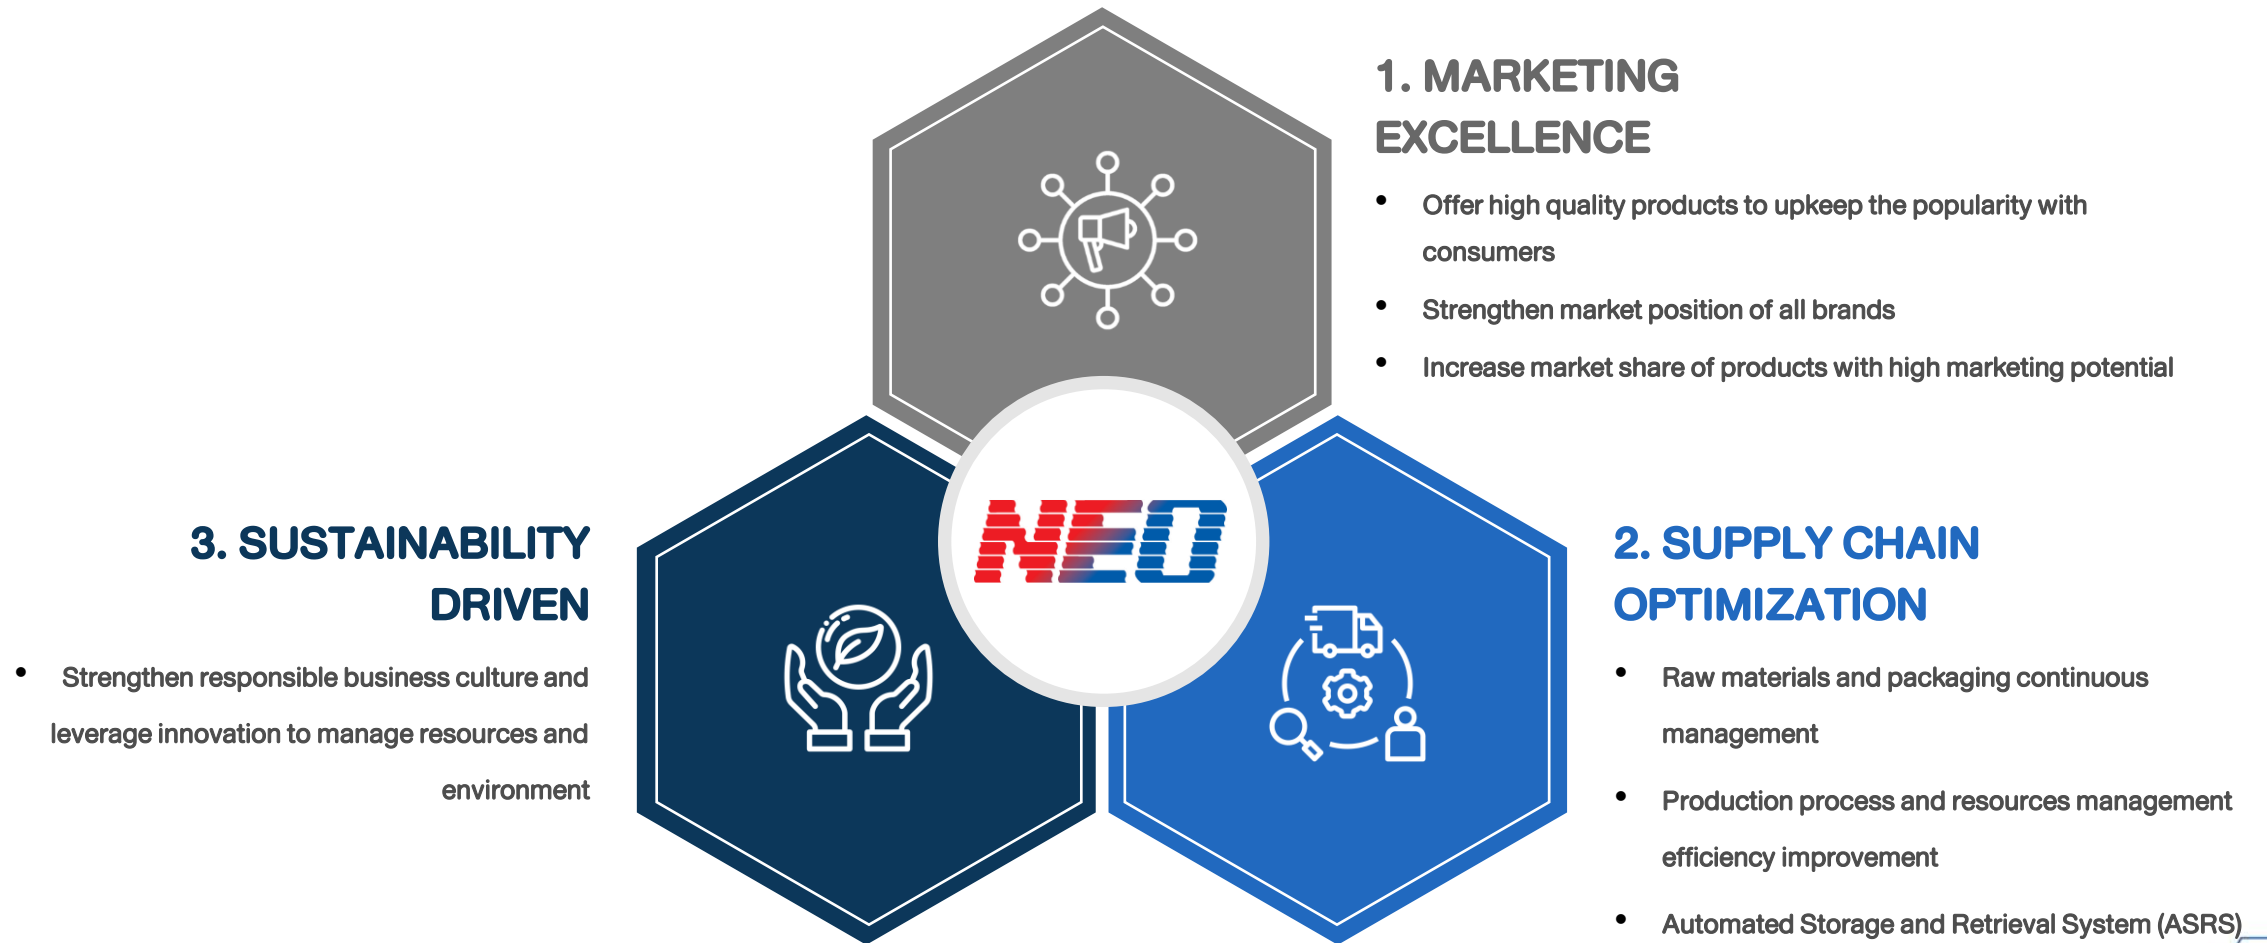 1. MARKETING
EXCELLENCE
• Offer high quality products to upkeep the popularity with
consumers
• Strengthen market position of all brands
• Increase market share of products with high marketing potential
NEO
2. SUPPLY CHAIN
OPTIMIZATION
• Raw materials and packaging continuous
management
• Production process and resources management
efficiency improvement
• Automated Storage and Retrieval System (ASRS)
3. SUSTAINABILITY
DRIVEN
• Strengthen responsible business culture and
leverage innovation to manage resources and
environment